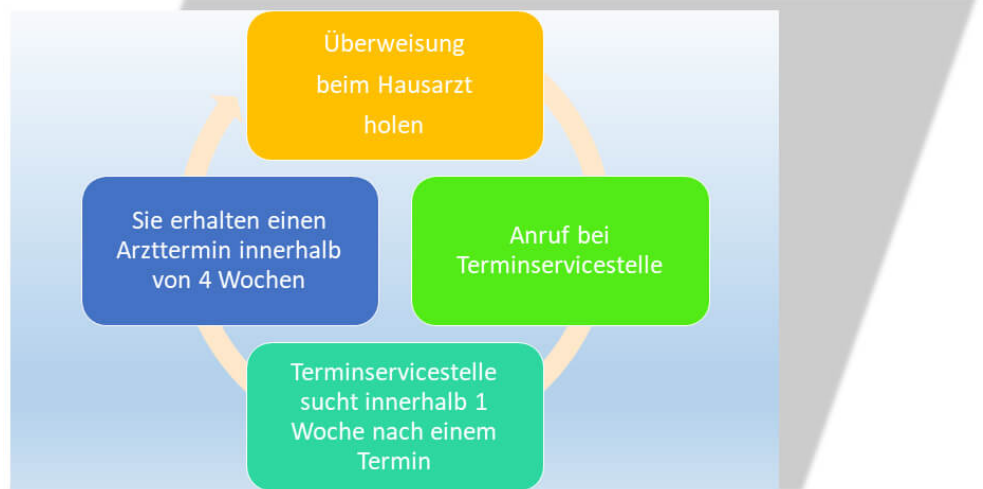 Überweisung
beim Hausarzt
holen
Anruf bei
Terminservicestelle
Terminservicestelle
sucht innerhalb 1
Woche nach einem
Termin
Sie erhalten einen
Arzttermin innerhalb
von 4 Wochen